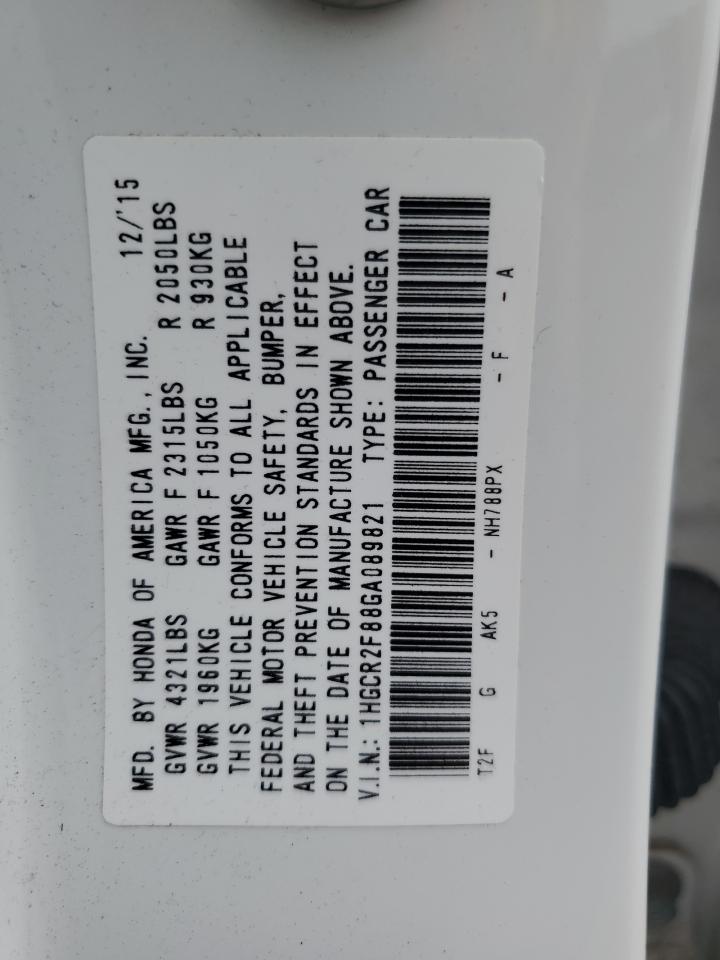 MFD. BY HONDA OF AMERICA MFG., INC. 12/'15
GVWR 4321LBS GAWR F 2315LBS R 2050LBS
GVWR 1960KG GAWR F 1050KG R 930KG
THIS VEHICLE CONFORMS TO ALL APPLICABLE
FEDERAL MOTOR VEHICLE SAFETY, BUMPER,
AND THEFT PREVENTION STANDARDS IN EFFECT
ON THE DATE OF MANUFACTURE SHOWN ABOVE.
V.I.N.: 1HGCR2F88GA089821 TYPE: PASSENGER CAR
T2F G AK5 - NH788PX - F - A